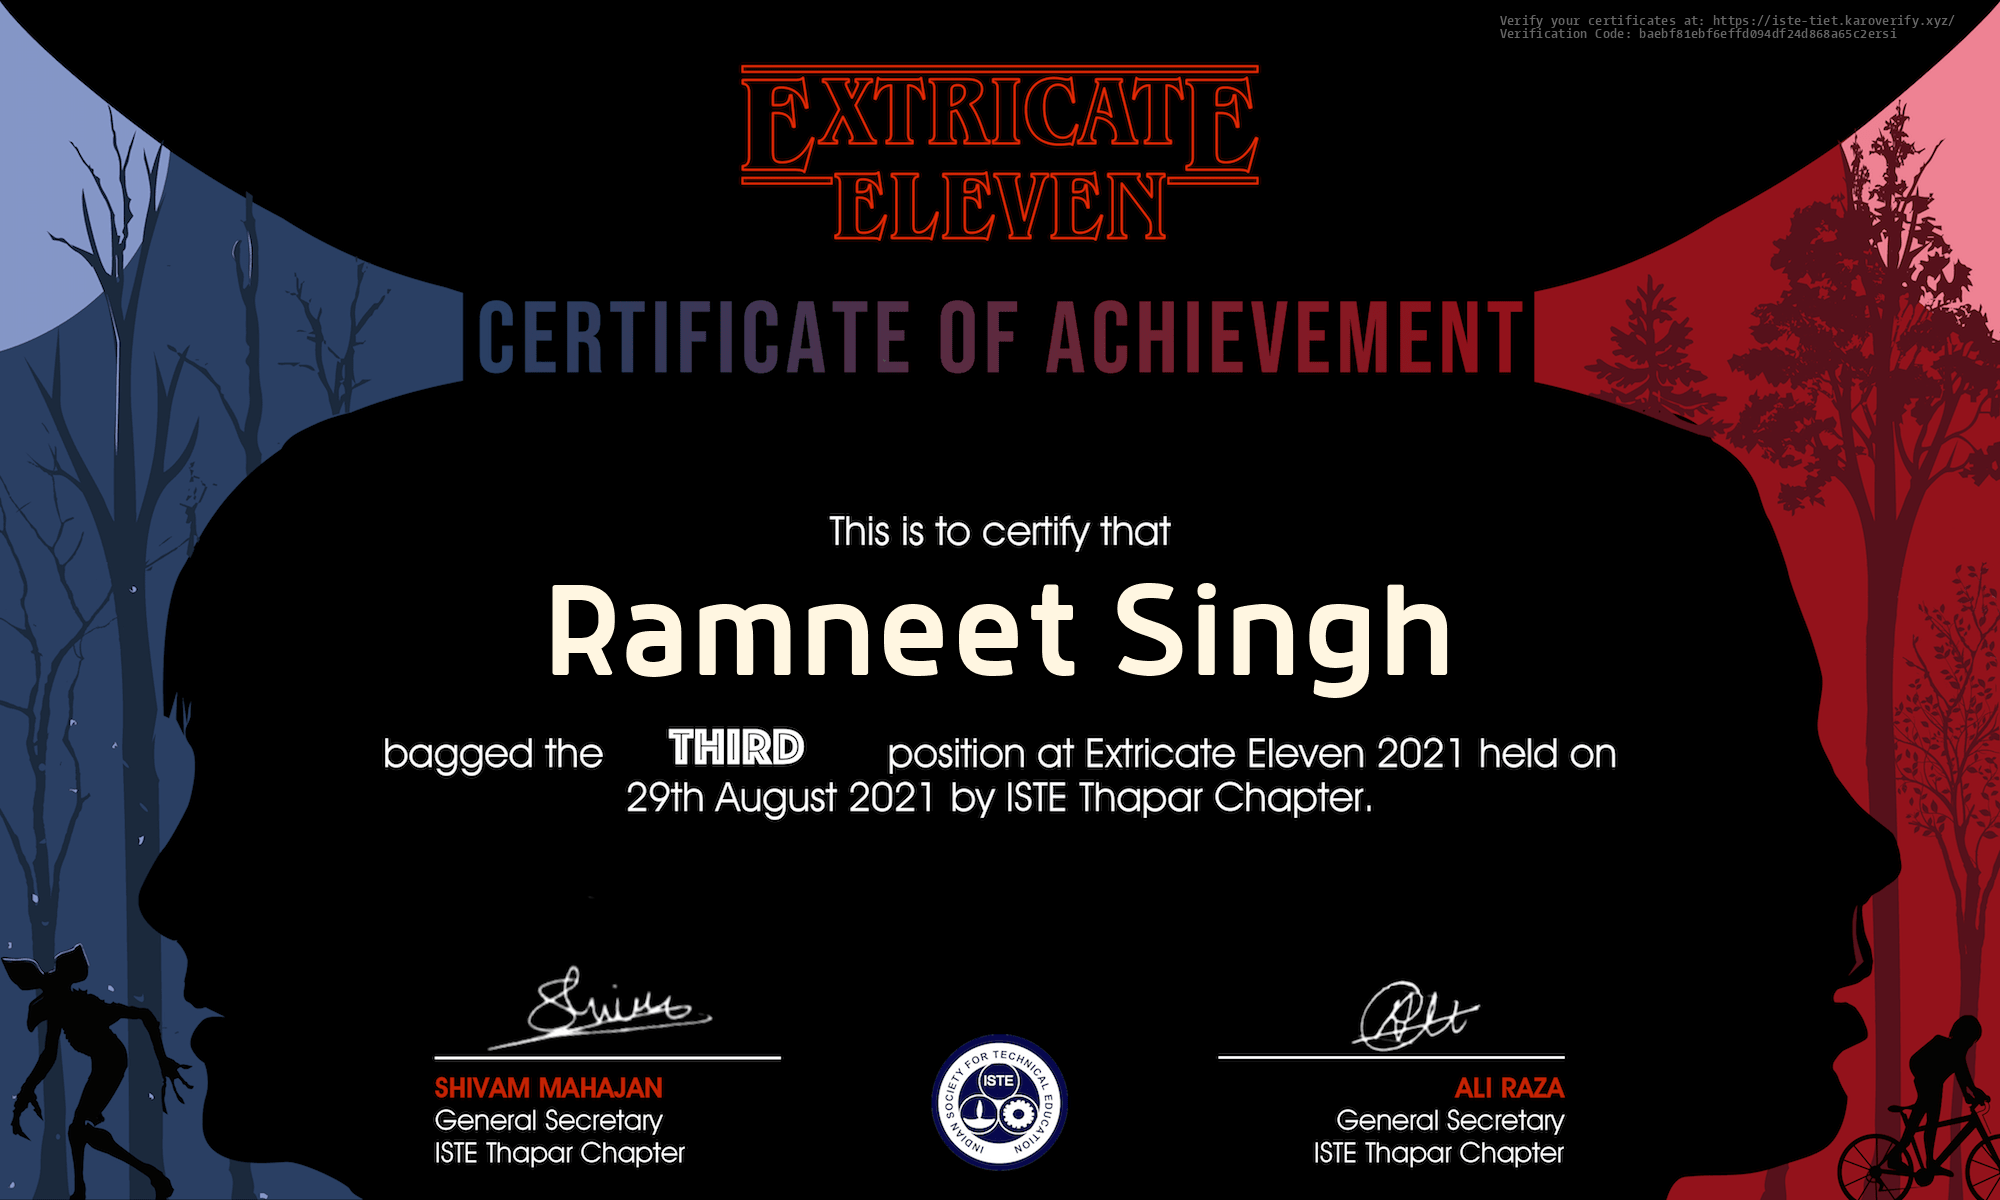 Verify your certificates at: https://iste-tiet.karoverify.xyz/
Verification Code: baebf81ebf6effd094df24d868a65c2ersi
EXTRICATE
ELEVEN
CERTIFICATE OF ACHIEVEMENT
This is to certify that
Ramneet Singh
bagged the THIRD position at Extricate Eleven 2021 held on
29th August 2021 by ISTE Thapar Chapter.
SHIVAM MAHAJAN
General Secretary
ISTE Thapar Chapter
INDIAN SOCIETY FOR TECHNICAL EDUCATION
ISTE
ALI RAZA
General Secretary
ISTE Thapar Chapter